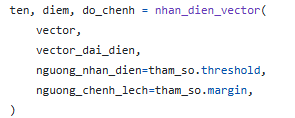 ten, diem, do_chenh = nhan_dien_vector(
    vector,
    vector_dai_dien,
    nguong_nhan_dien=tham_so.threshold,
    nguong_chenh_lech=tham_so.margin,
)